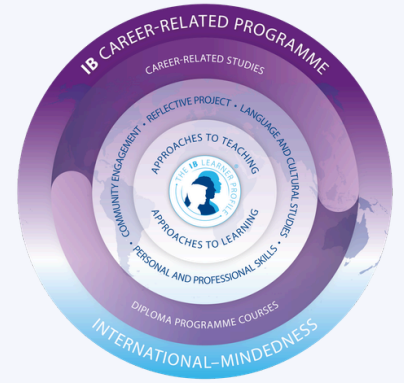 IB CAREER-RELATED PROGRAMME
CAREER-RELATED STUDIES
COMMUNITY ENGAGEMENT • REFLECTIVE PROJECT • LANGUAGE AND CULTURAL STUDIES
• PERSONAL AND PROFESSIONAL SKILLS •
APPROACHES TO TEACHING
THE IB LEARNER PROFILE
APPROACHES TO LEARNING
DIPLOMA PROGRAMME COURSES
INTERNATIONAL–MINDEDNESS